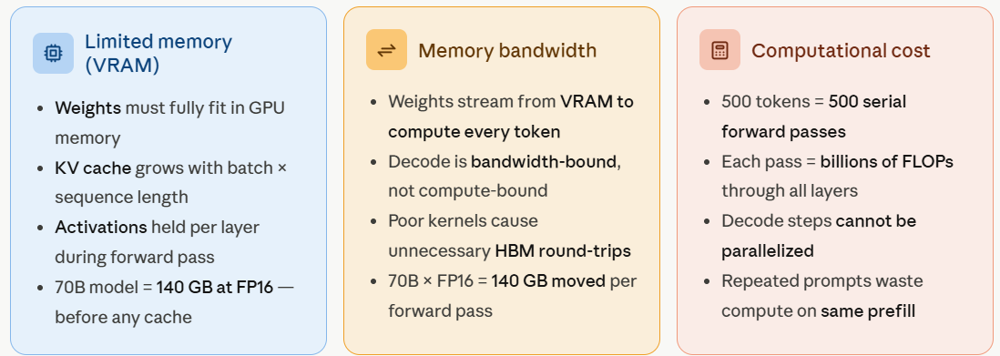 Limited memory
(VRAM)
• Weights must fully fit in GPU
memory
• KV cache grows with batch ×
sequence length
• Activations held per layer
during forward pass
• 70B model = 140 GB at FP16 —
before any cache
Memory bandwidth
• Weights stream from VRAM to
compute every token
• Decode is bandwidth-bound,
not compute-bound
• Poor kernels cause
unnecessary HBM round-trips
• 70B × FP16 = 140 GB moved per
forward pass
Computational cost
• 500 tokens = 500 serial
forward passes
• Each pass = billions of FLOPs
through all layers
• Decode steps cannot be
parallelized
• Repeated prompts waste
compute on same prefill